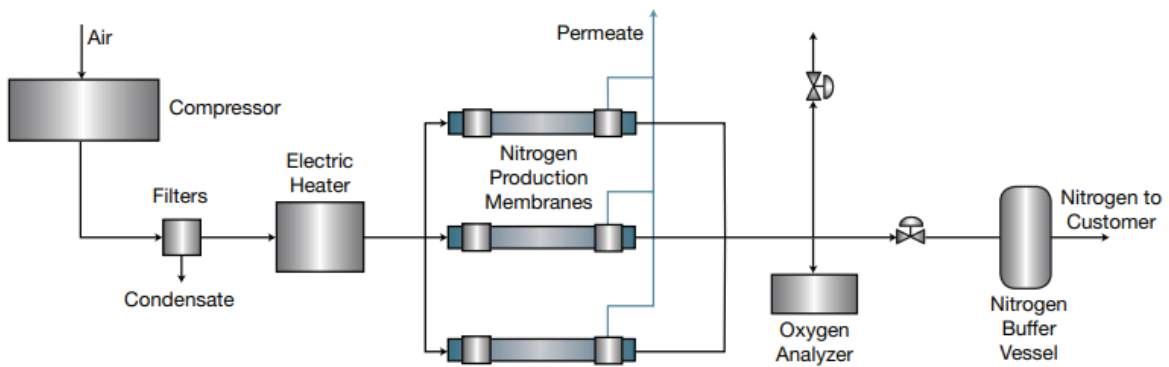 Air
Compressor
Filters
Condensate
Electric
Heater
Permeate
Nitrogen
Production
Membranes
Oxygen
Analyzer
Nitrogen to
Customer
Nitrogen
Buffer
Vessel